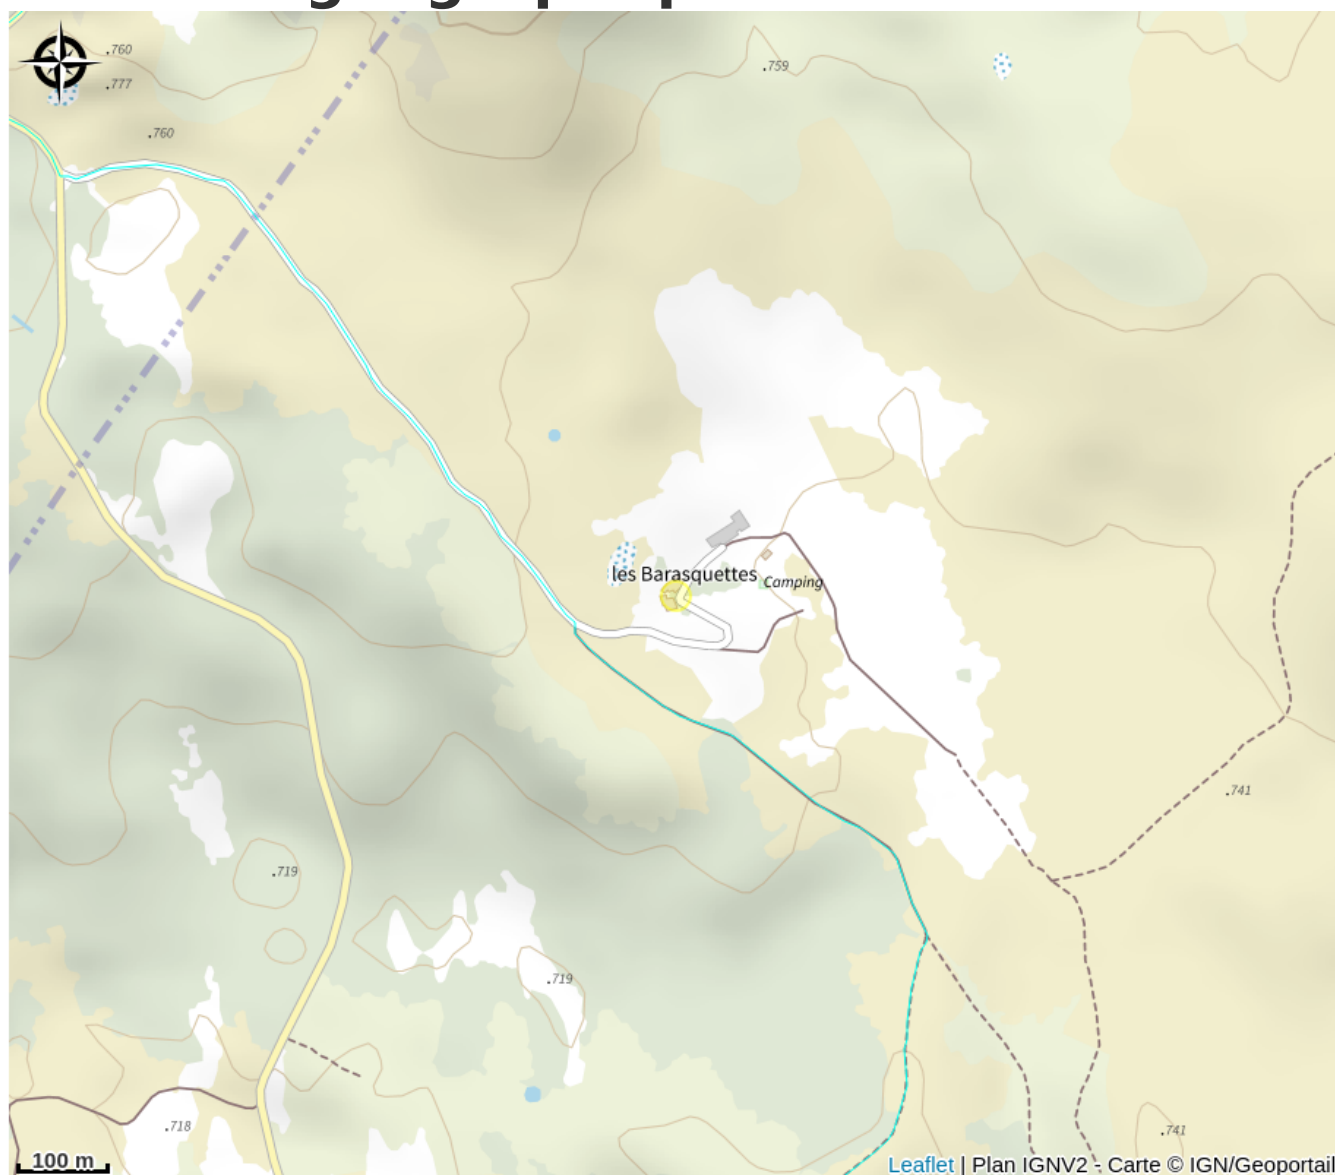 .760
.777
.759
.760
les Barasquettes
Camping
.741
.719
.719
.718
.741
100 m
Leaflet | Plan IGNV2 - Carte © IGN/Geoportail